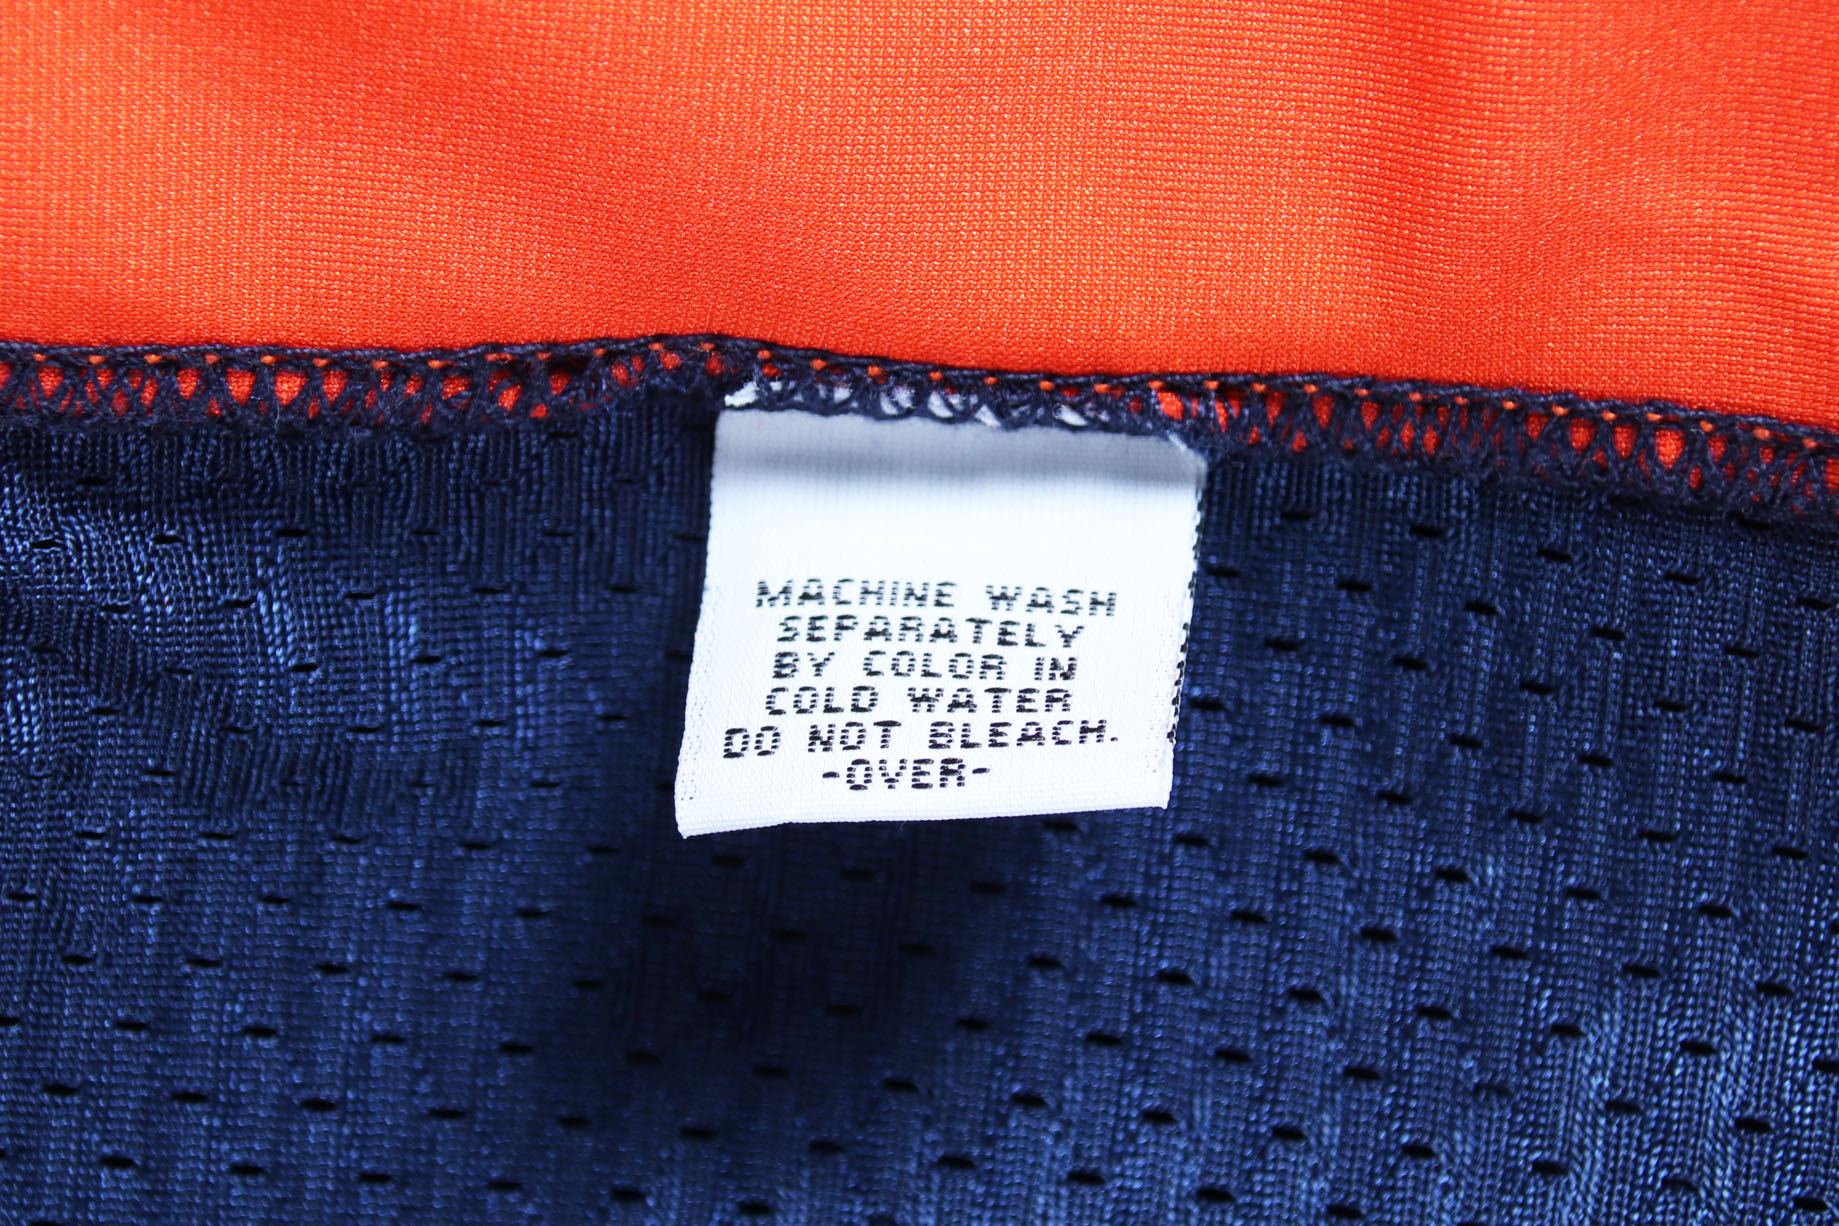 MACHINE WASH
SEPARATELY
BY COLOR IN
COLD WATER
DO NOT BLEACH.
-OVER-